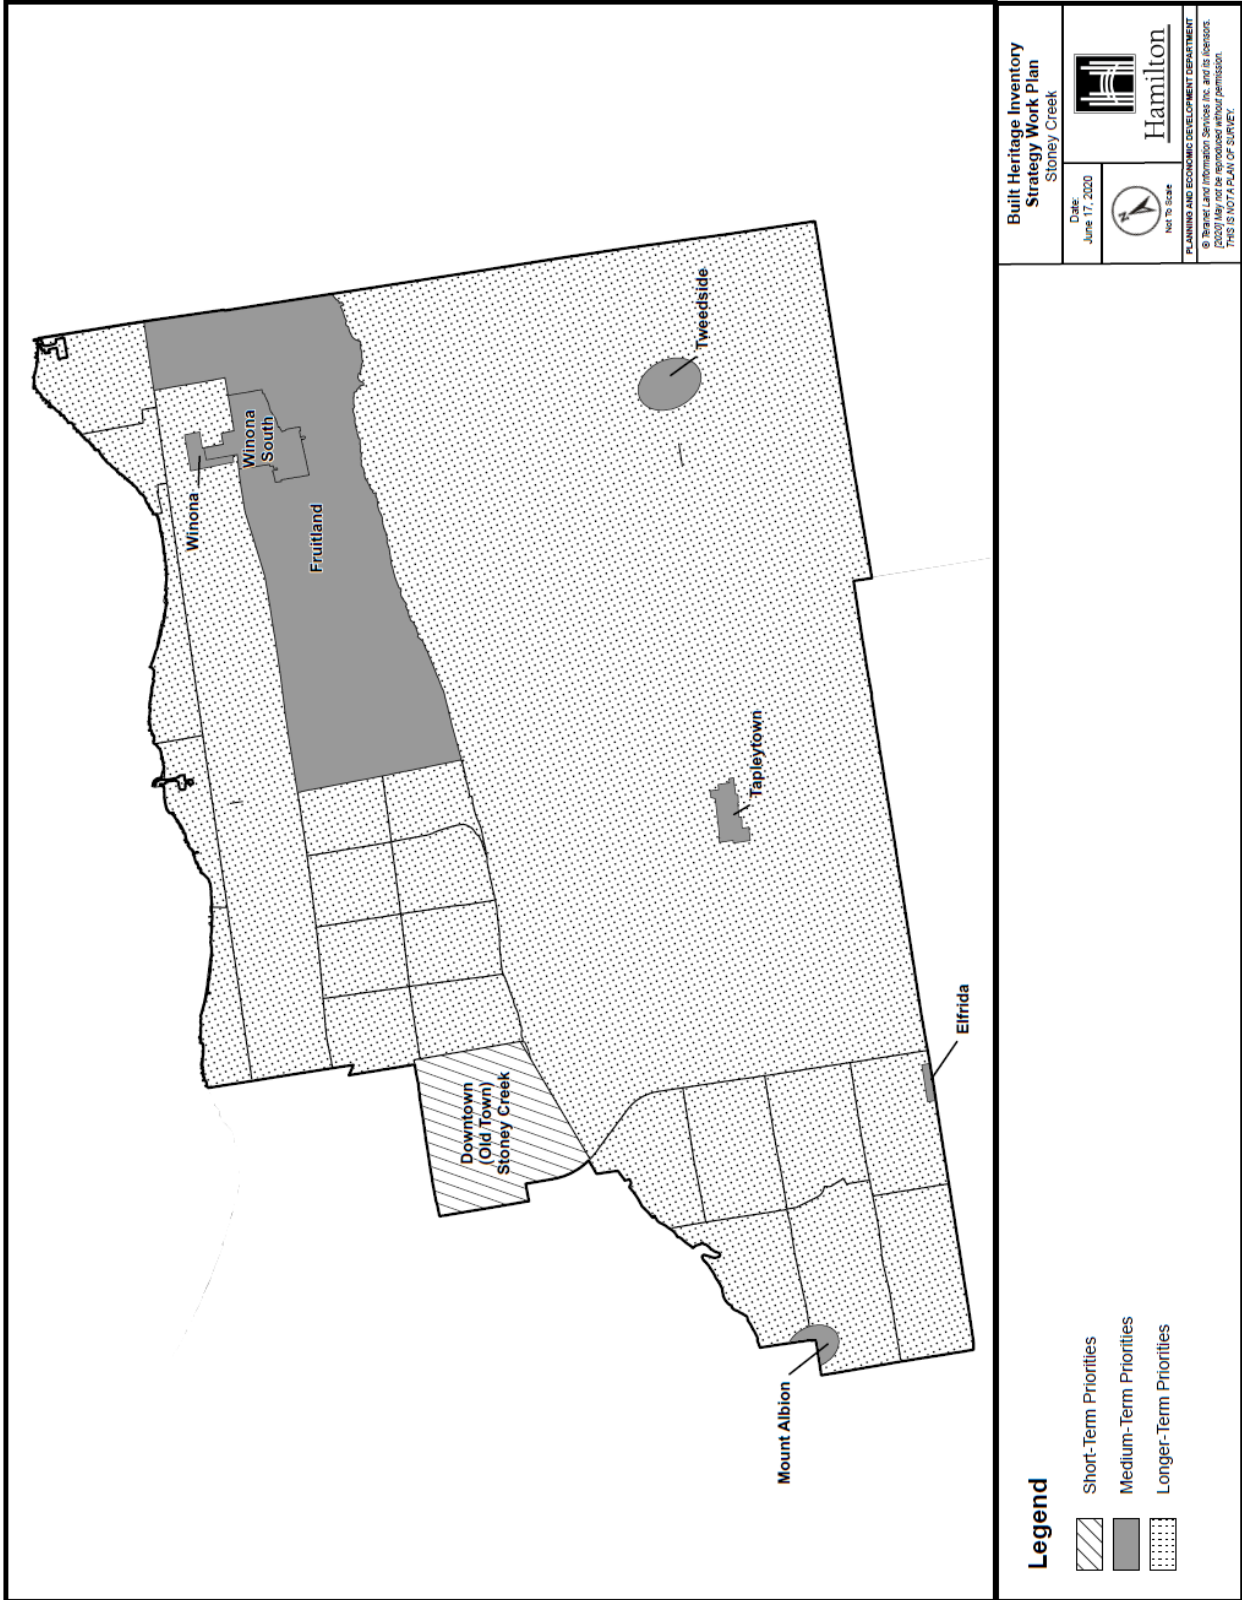 Winona
Winona
South
Fruitland
Tweedside
Tapleytown
Downtown
(Old Town)
Stoney Creek
Elfrida
Mount Albion
Legend
Short-Term Priorities
Medium-Term Priorities
Longer-Term Priorities
Built Heritage Inventory
Strategy Work Plan
Stoney Creek
Date:
June 17, 2020
N
Not To Scale
Hamilton
PLANNING AND ECONOMIC DEVELOPMENT DEPARTMENT
© Teranet Land Information Services Inc. and its licensors.
[2020] May not be reproduced without permission.
THIS IS NOT A PLAN OF SURVEY.